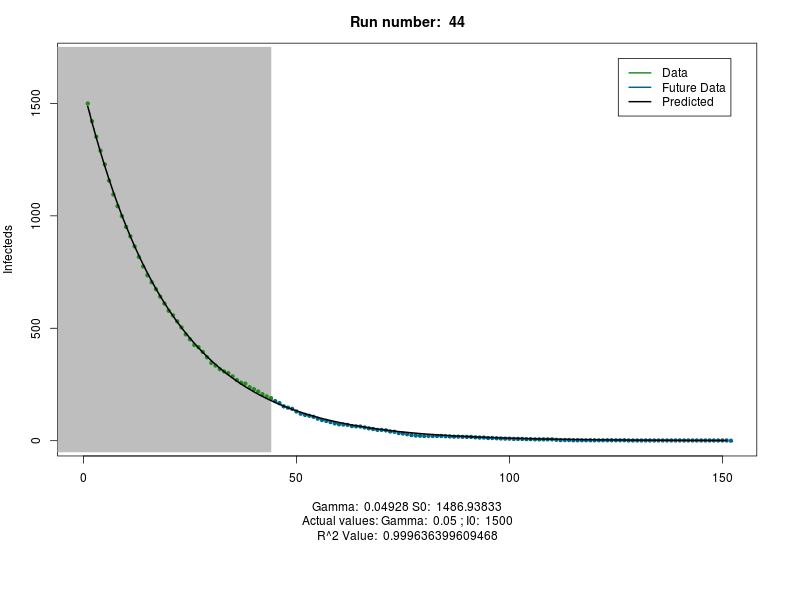 Run number: 44
Data
Future Data
Predicted
Infecteds
1500
1000
500
0
0 50 100 150
Gamma: 0.04928 S0: 1486.93833
Actual values: Gamma: 0.05 ; I0: 1500
R^2 Value: 0.999636399609468